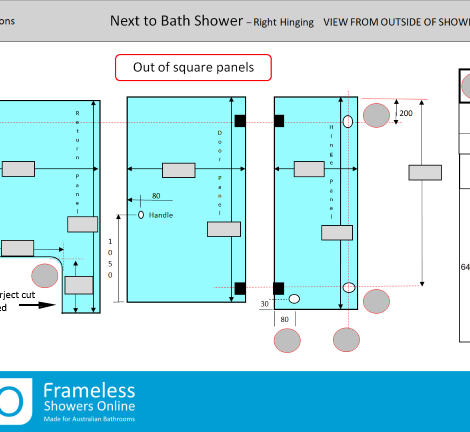 ons
Next to Bath Shower – Right Hinging VIEW FROM OUTSIDE OF SHOWE
Out of square panels
Return Panel
Door Panel
Hinge Panel
200
80
Handle
1050
30
80
64
rject cut
ed
Frameless
Showers Online
Made for Australian Bathrooms